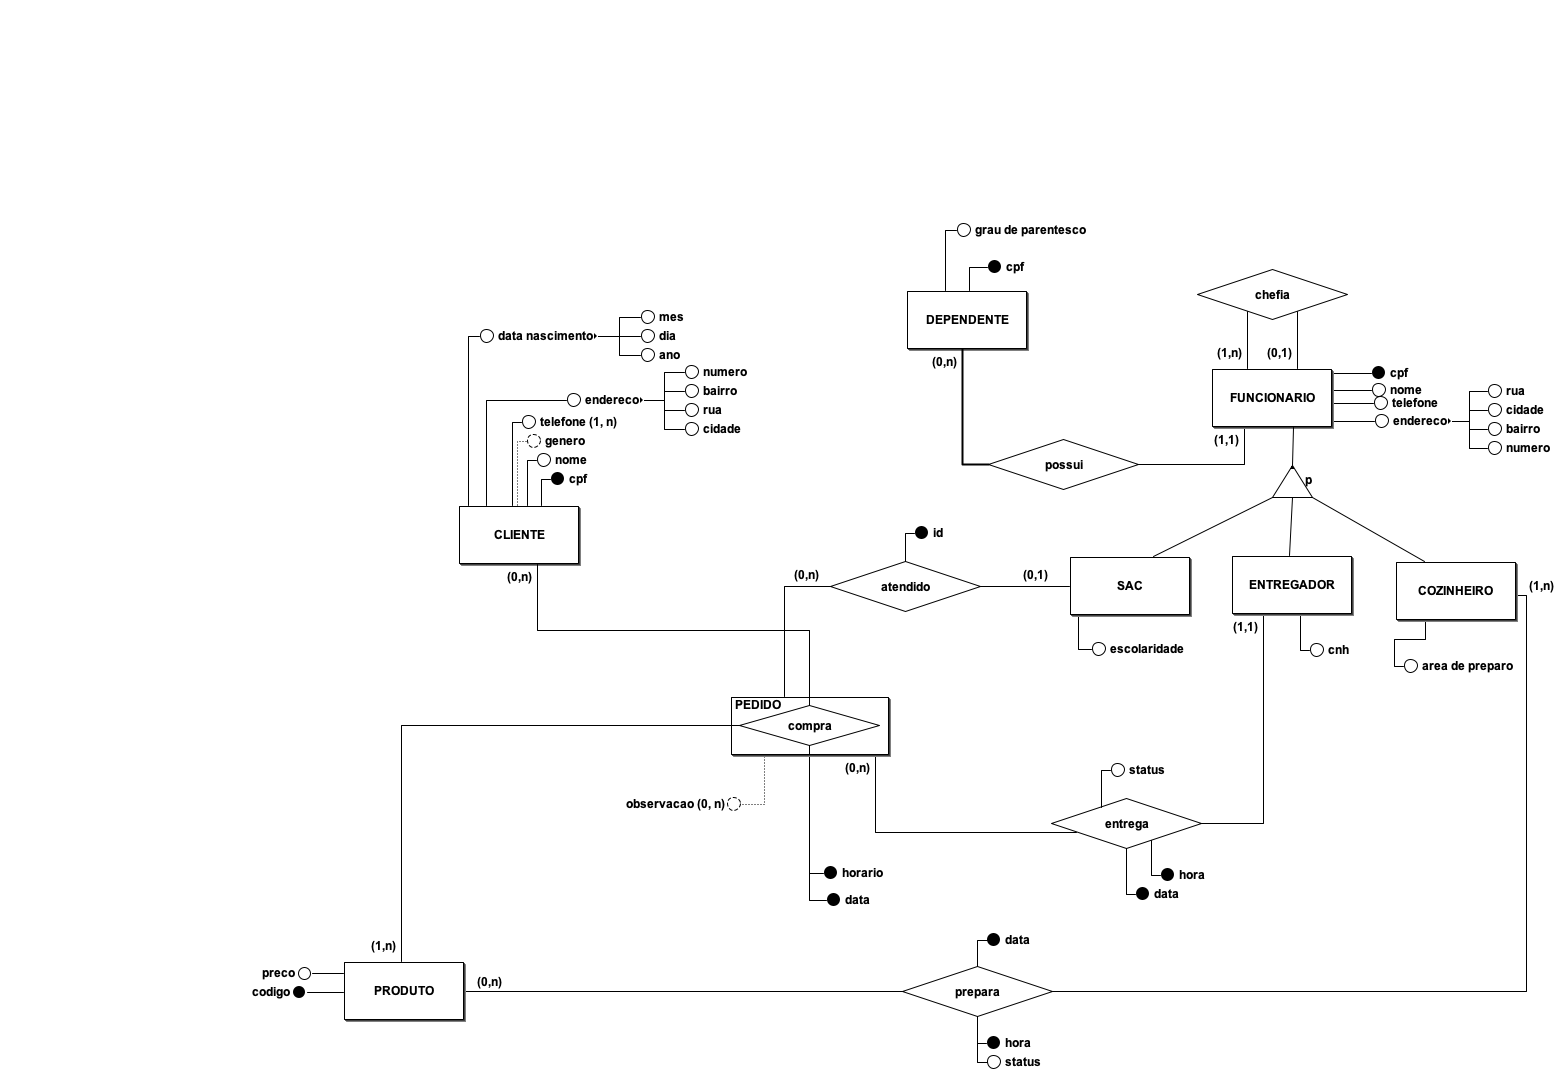 grau de parentesco
cpf
DEPENDENTE
(0,n)
chefia
(1,n)
(0,1)
FUNCIONARIO
cpf
nome
telefone
endereco
rua
cidade
bairro
numero
(1,1)
possui
p
mes
data nascimento
dia
ano
numero
bairro
endereco
rua
cidade
telefone (1, n)
genero
nome
cpf
CLIENTE
(0,n)
id
(0,n)
atendido
(0,1)
SAC
escolaridade
ENTREGADOR
(1,1)
cnh
COZINHEIRO
(1,n)
area de preparo
PEDIDO
compra
(0,n)
observacao (0, n)
horario
data
status
entrega
hora
data
(1,n)
preco
codigo
PRODUTO
(0,n)
data
prepara
hora
status